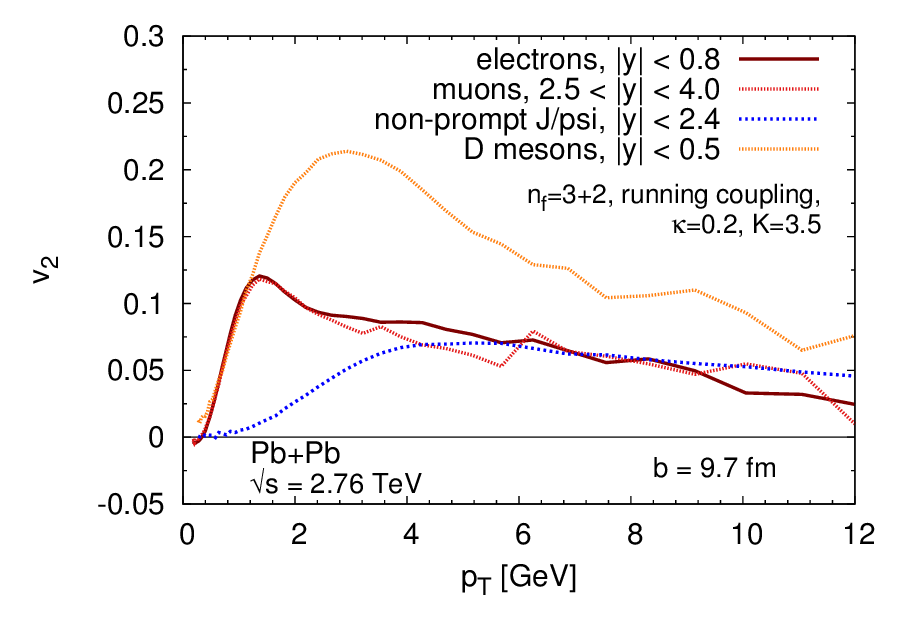 0.3
0.25
0.2
0.15
0.1
0.05
0
-0.05
v2
electrons, |y| < 0.8
muons, 2.5 < |y| < 4.0
non-prompt J/psi, |y| < 2.4
D mesons, |y| < 0.5
nf=3+2, running coupling,
κ=0.2, K=3.5
Pb+Pb
√s = 2.76 TeV
b = 9.7 fm
0 2 4 6 8 10 12
pT [GeV]